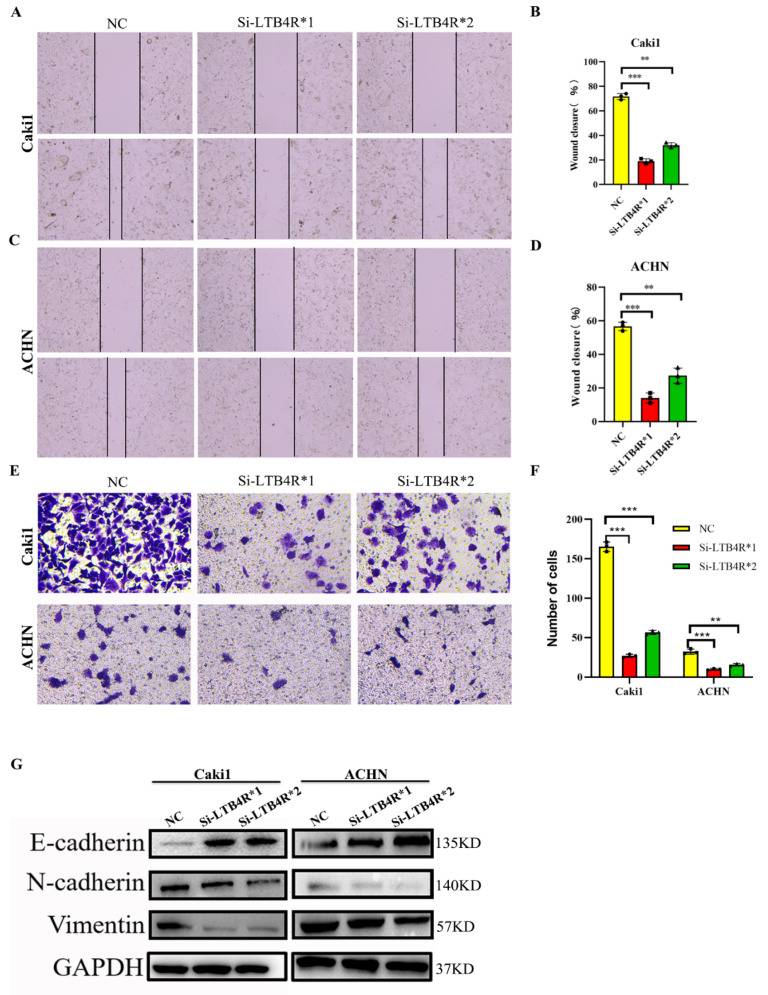 A
NC
Si-LTB4R*1
Si-LTB4R*2
Caki1
B
Caki1
Wound closure( %)
100
80
60
40
20
0
**
***
NC
Si-LTB4R*1
Si-LTB4R*2
C
ACHN
D
ACHN
Wound closure( %)
80
60
40
20
0
**
***
NC
Si-LTB4R*1
Si-LTB4R*2
E
NC
Si-LTB4R*1
Si-LTB4R*2
Caki1
ACHN
F
Number of cells
200
150
100
50
0
***
***
**
***
NC
Si-LTB4R*1
Si-LTB4R*2
Caki1
ACHN
G
Caki1
ACHN
NC
Si-LTB4R*1
Si-LTB4R*2
NC
Si-LTB4R*1
Si-LTB4R*2
E-cadherin
135KD
N-cadherin
140KD
Vimentin
57KD
GAPDH
37KD